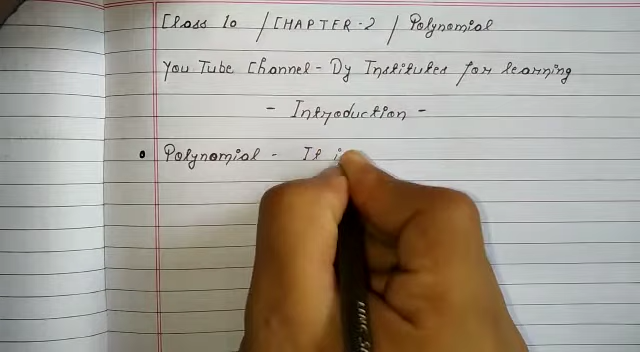 Class 10 / CHAPTER-2 / Polynomial
You Tube Channel - Dy Institutes for learning
- Introduction -
• Polynomial - It i